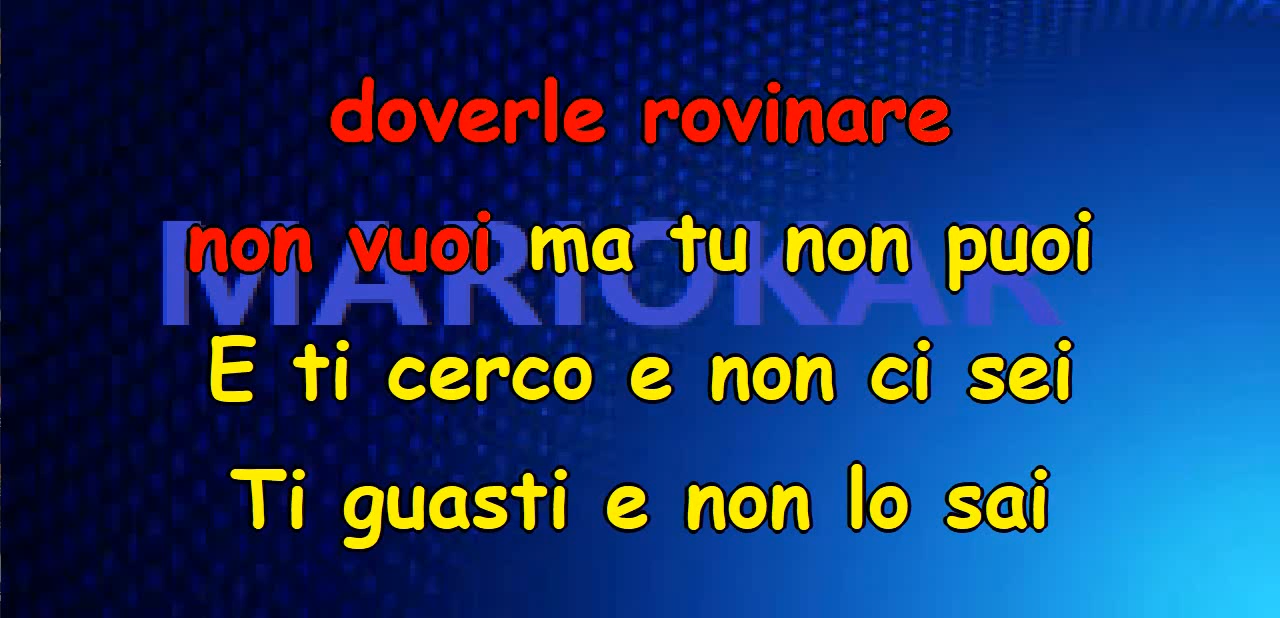 doverle rovinare
non vuoi ma tu non puoi
MARIOKAR
E ti cerco e non ci sei
Ti guasti e non lo sai